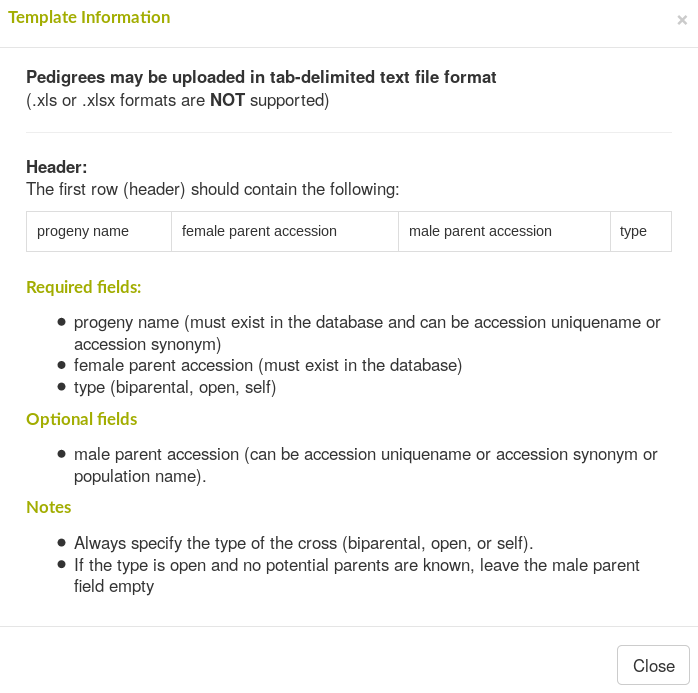 Template Information
×
Pedigrees may be uploaded in tab-delimited text file format
(.xls or .xlsx formats are NOT supported)
Header:
The first row (header) should contain the following:
progeny name female parent accession male parent accession type
Required fields:
● progeny name (must exist in the database and can be accession uniquename or
accession synonym)
● female parent accession (must exist in the database)
● type (biparental, open, self)
Optional fields
● male parent accession (can be accession uniquename or accession synonym or
population name).
Notes
● Always specify the type of the cross (biparental, open, or self).
● If the type is open and no potential parents are known, leave the male parent
field empty
Close